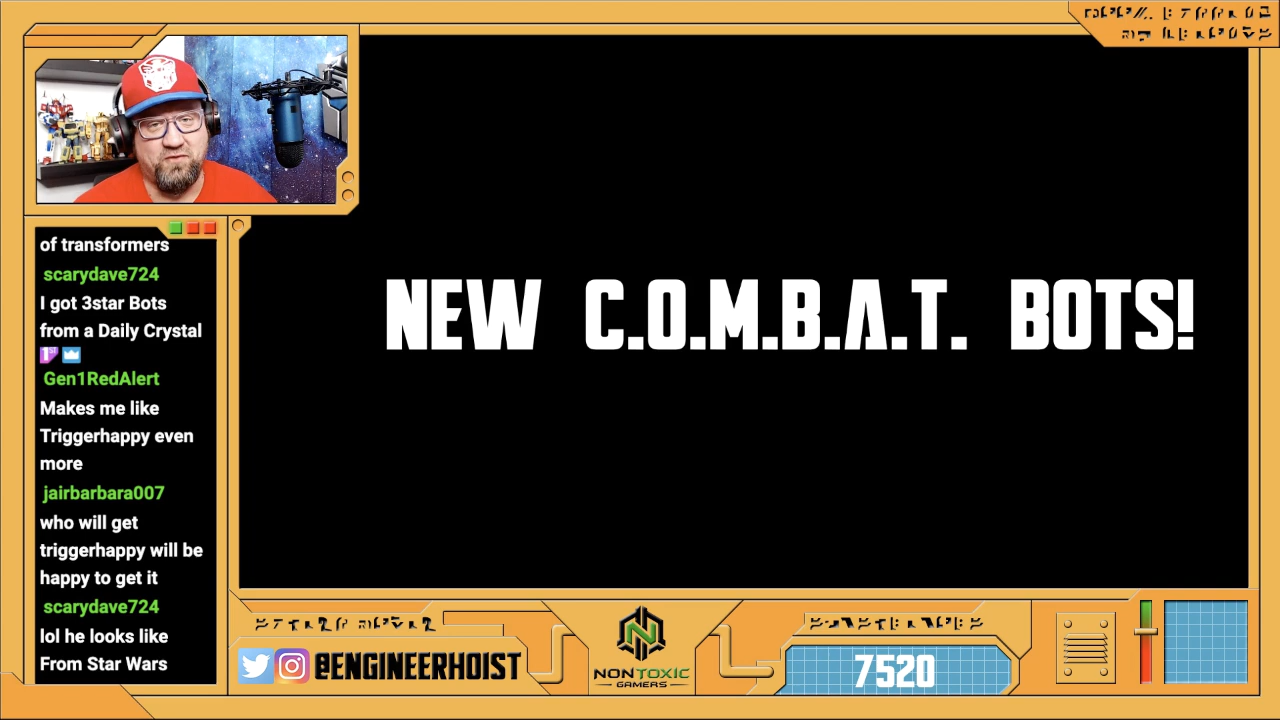 NEW C.O.M.B.A.T. BOTS!
of transformers
scarydave724
I got 3star Bots
from a Daily Crystal
1ST
Gen1RedAlert
Makes me like
Triggerhappy even
more
jairbarbara007
who will get
triggerhappy will be
happy to get it
scarydave724
lol he looks like
From Star Wars
@ENGINEERHOIST
NONTOXIC
GAMERS
7520